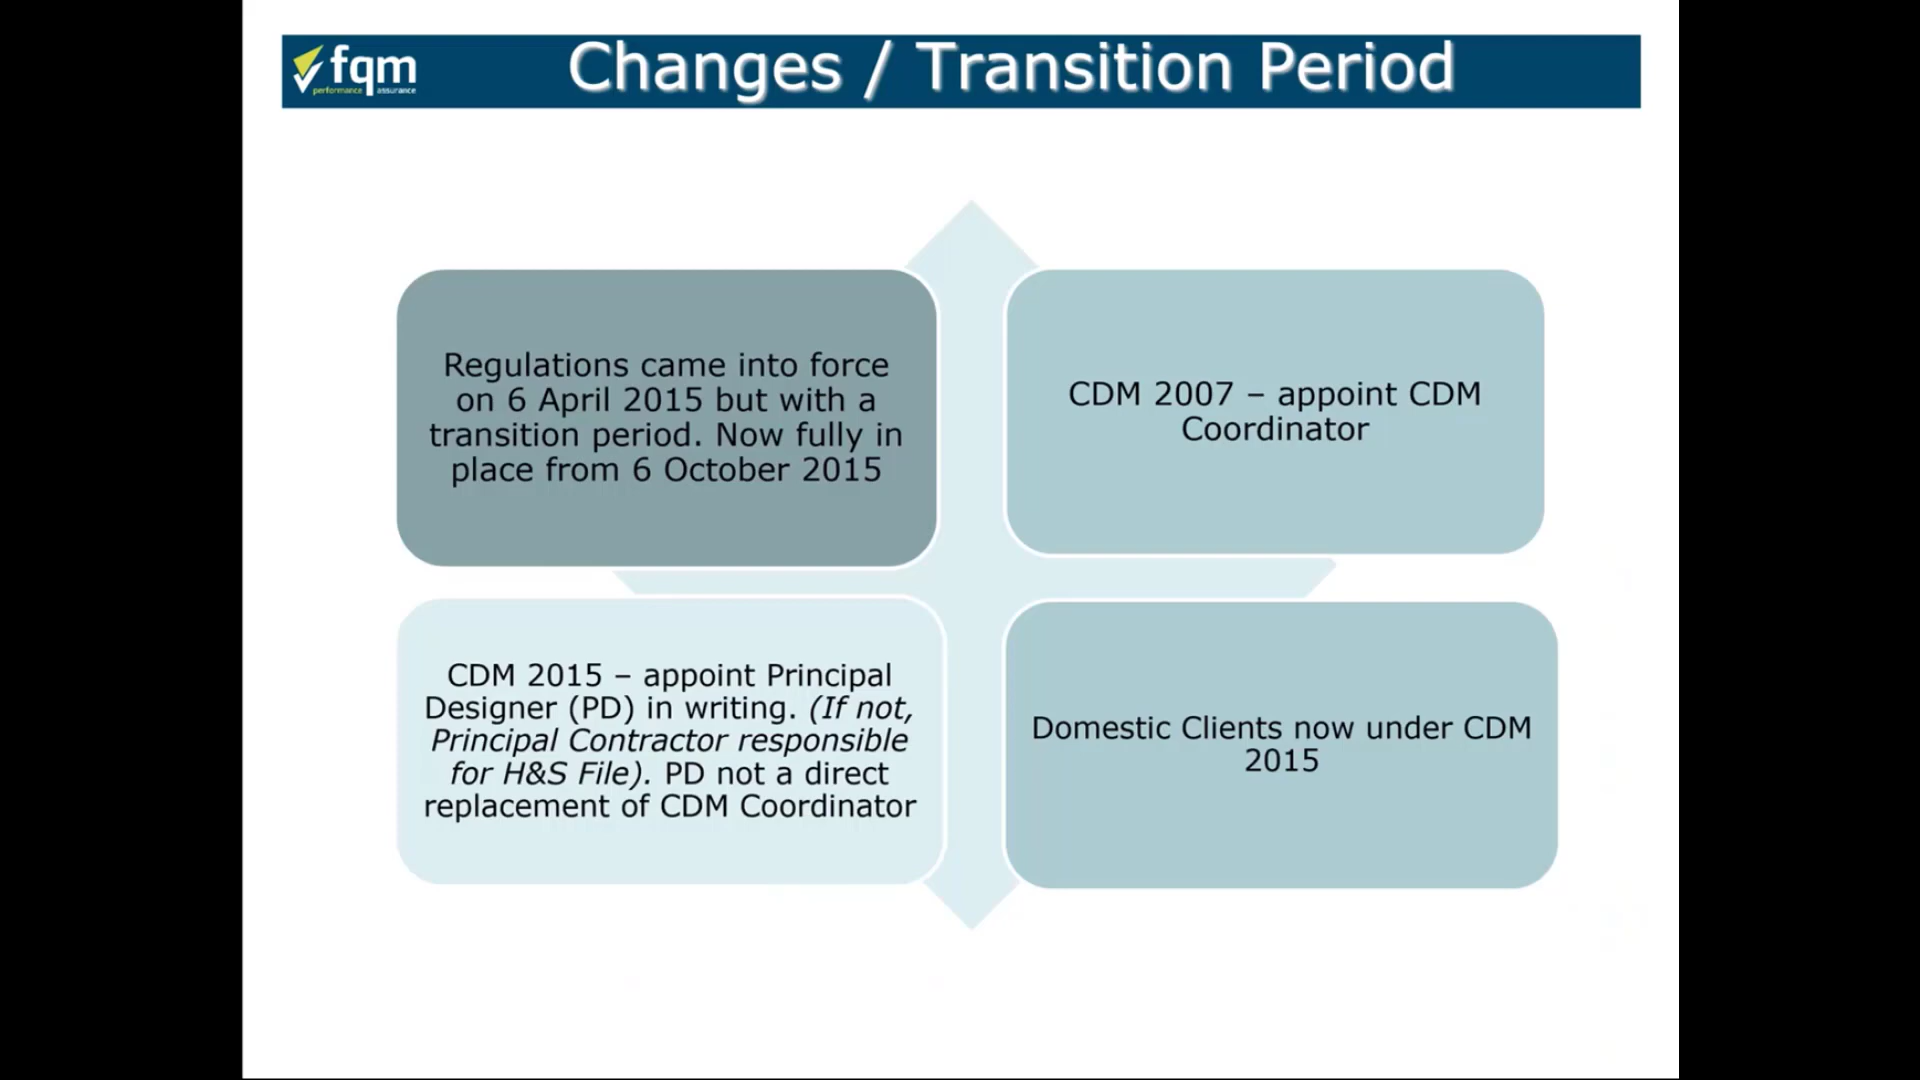 fqm
performance assurance
Changes / Transition Period
Regulations came into force
on 6 April 2015 but with a
transition period. Now fully in
place from 6 October 2015
CDM 2007 – appoint CDM
Coordinator
CDM 2015 – appoint Principal
Designer (PD) in writing. (If not,
Principal Contractor responsible
for H&S File). PD not a direct
replacement of CDM Coordinator
Domestic Clients now under CDM
2015